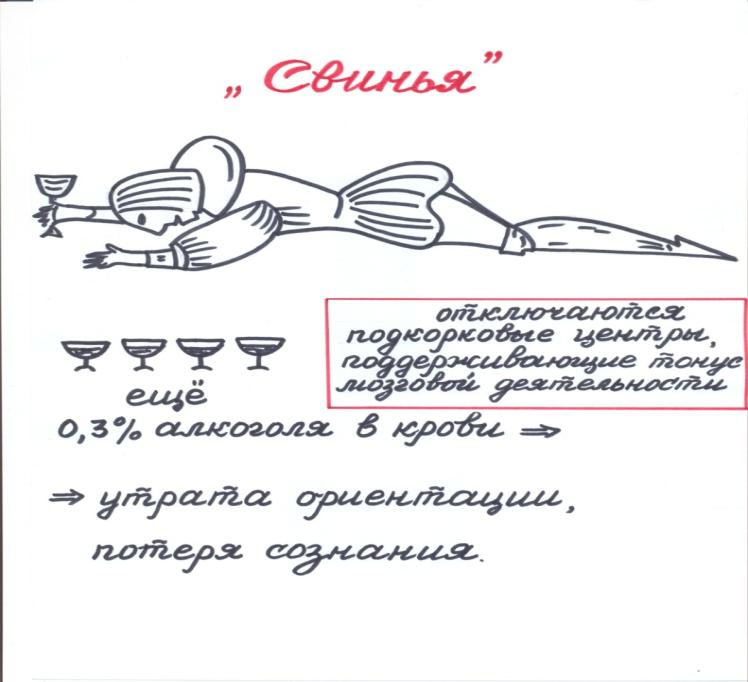 „Свинья”
отключаются
подкорковые центры,
поддерживающие тонус
мозговой деятельности
ещё
0,3% алкоголя в крови ⇒
⇒ утрата ориентации,
потеря сознания.